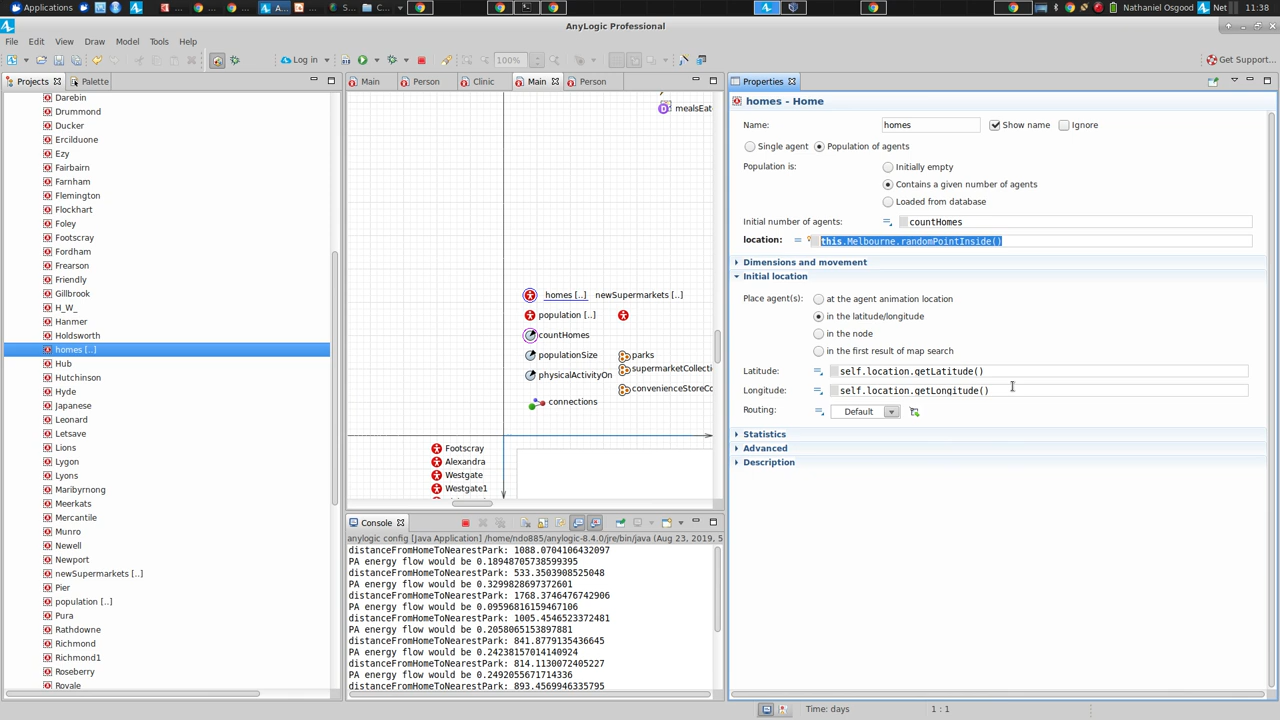 Applications
A...
S...
C...
Nathaniel Osgood
Net
11:38
AnyLogic Professional
File Edit View Draw Model Tools Help
Log in
100%
Get Support...
Projects
Palette
Darebin
Drummond
Ducker
Ercilduone
Ezy
Fairbairn
Farnham
Flemington
Flockhart
Foley
Footscray
Fordham
Frearson
Friendly
Gillbrook
H_W_
Hanmer
Holdsworth
homes [..]
Hub
Hutchinson
Hyde
Japanese
Leonard
Letsave
Lions
Lygon
Lyons
Maribyrnong
Meerkats
Mercantile
Munro
Newell
Newport
newSupermarkets [..]
Pier
population [..]
Pura
Rathdowne
Richmond
Richmond1
Roseberry
Rovale
Main
Person
Clinic
Main
Person
mealsEat
homes [..]
newSupermarkets [..]
population [..]
countHomes
populationSize
parks
supermarketCollecti
physicalActivityOn
convenienceStoreCo
connections
Footscray
Alexandra
Westgate
Westgate1
Console
anylogic config [Java Application] /home/ndo885/anylogic-8.4.0/jre/bin/java (Aug 23, 2019, 5
distanceFromHomeToNearestPark: 1088.0704106432097
PA energy flow would be 0.18948705738599395
distanceFromHomeToNearestPark: 533.3503908525048
PA energy flow would be 0.3299828697372601
distanceFromHomeToNearestPark: 1768.3746476742906
PA energy flow would be 0.09596816159467106
distanceFromHomeToNearestPark: 1005.4546523372481
PA energy flow would be 0.2058065153897881
distanceFromHomeToNearestPark: 841.8779135436645
PA energy flow would be 0.24238157014140924
distanceFromHomeToNearestPark: 814.1130072405227
PA energy flow would be 0.2492055671714336
distanceFromHomeToNearestPark: 893.4569946335795
Properties
homes - Home
Name: homes Show name Ignore
Single agent Population of agents
Population is: Initially empty
Contains a given number of agents
Loaded from database
Initial number of agents: countHomes
location: this.Melbourne.randomPointInside()
Dimensions and movement
Initial location
Place agent(s): at the agent animation location
in the latitude/longitude
in the node
in the first result of map search
Latitude: self.location.getLatitude()
Longitude: self.location.getLongitude()
Routing: Default
Statistics
Advanced
Description
Time: days
1 : 1